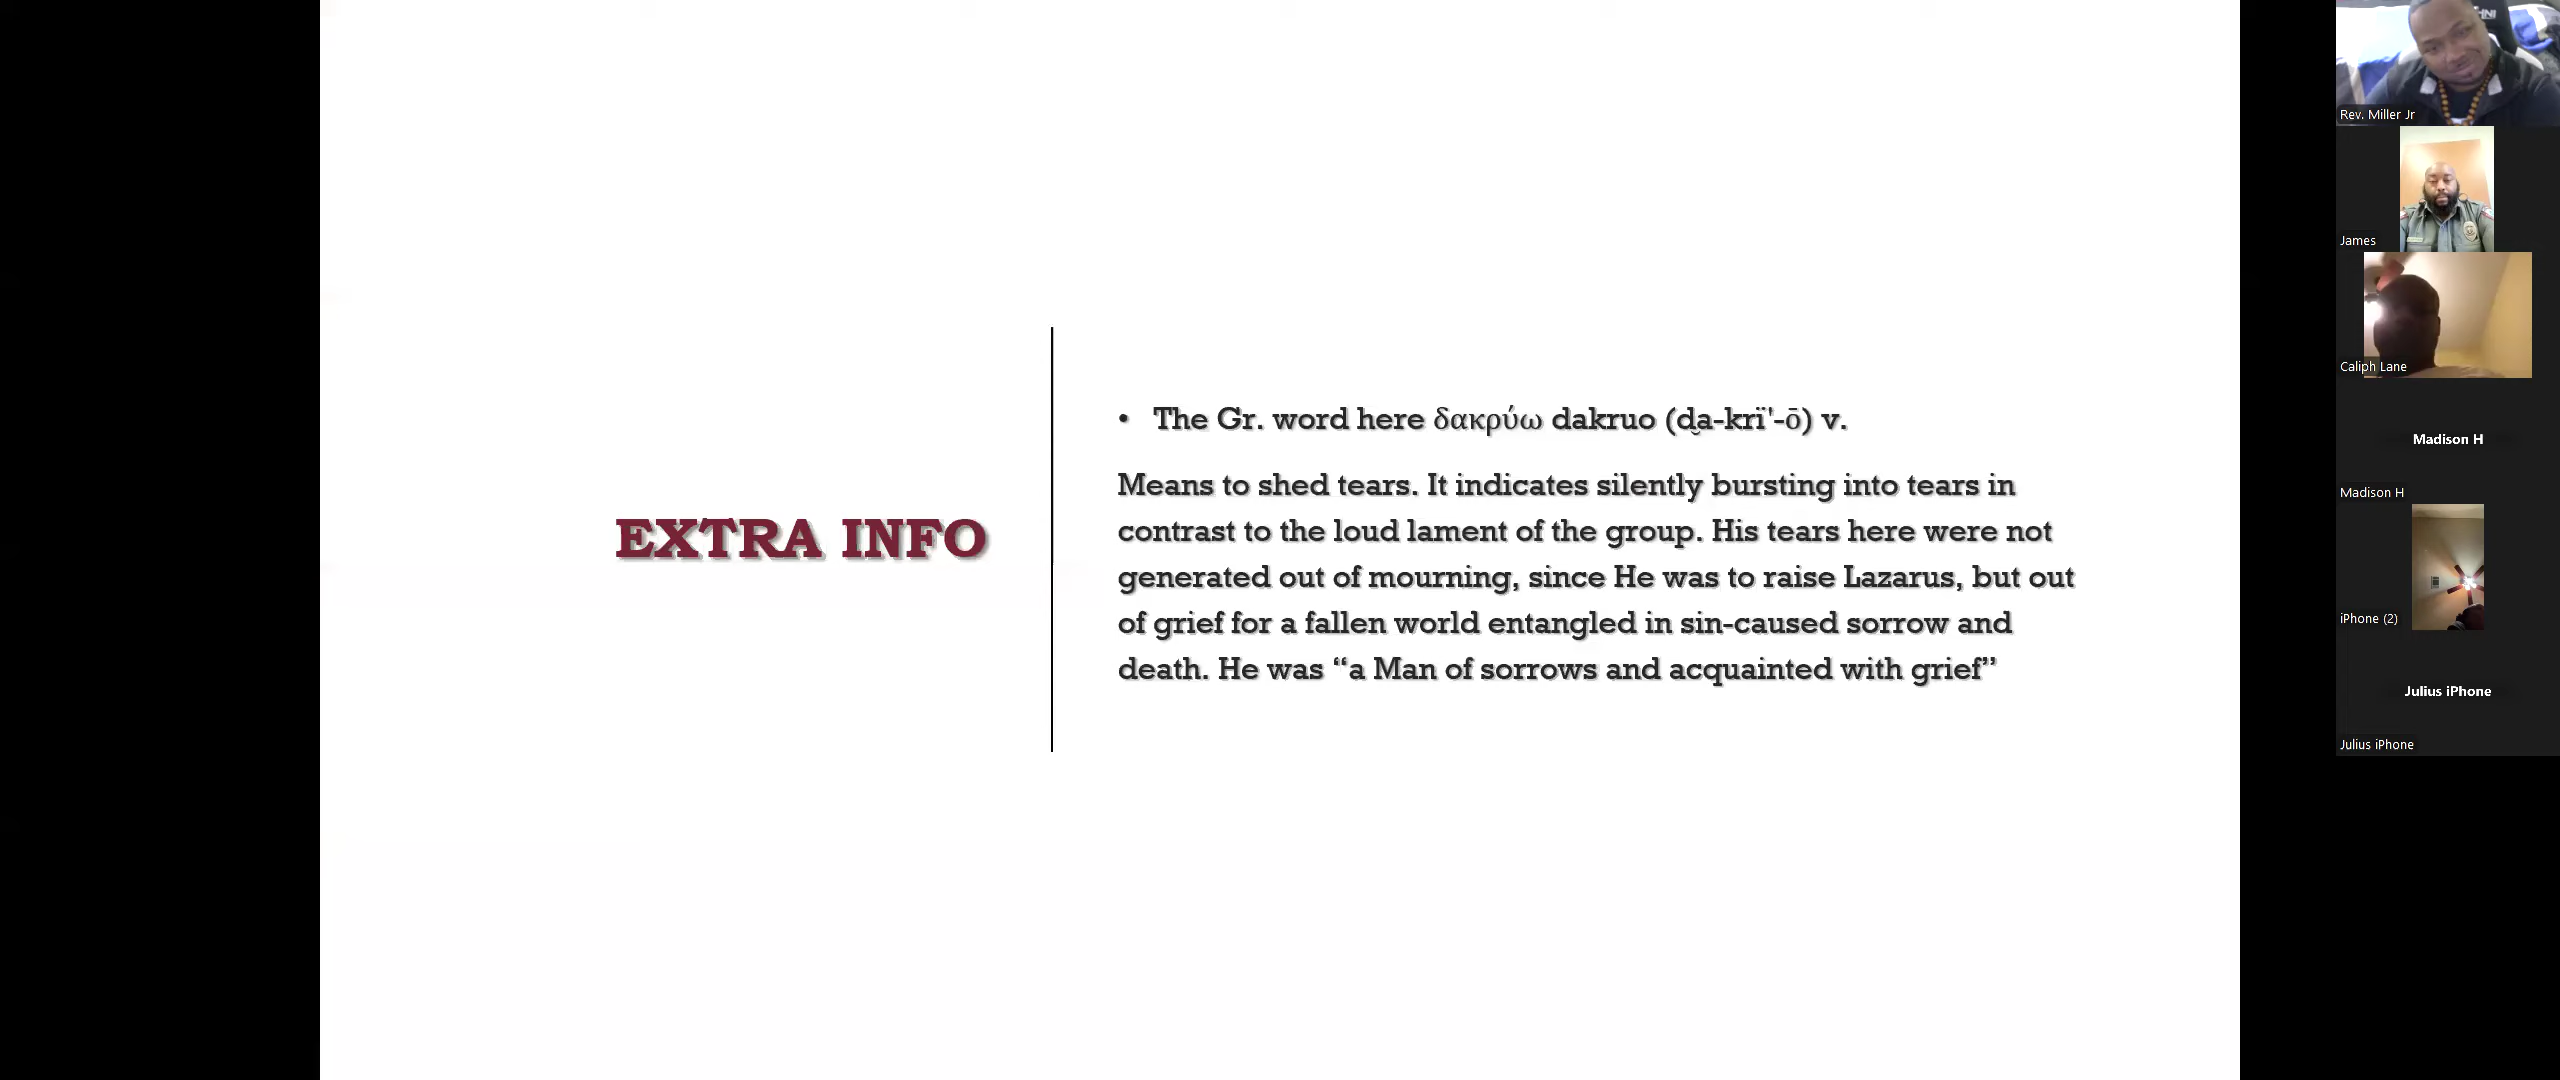 EXTRA INFO
• The Gr. word here δακρύω dakruo (d̮a-krï'-ō) v.
Means to shed tears. It indicates silently bursting into tears in
contrast to the loud lament of the group. His tears here were not
generated out of mourning, since He was to raise Lazarus, but out
of grief for a fallen world entangled in sin-caused sorrow and
death. He was “a Man of sorrows and acquainted with grief”
Rev. Miller Jr
James
Caliph Lane
Madison H
Madison H
iPhone (2)
Julius iPhone
Julius iPhone